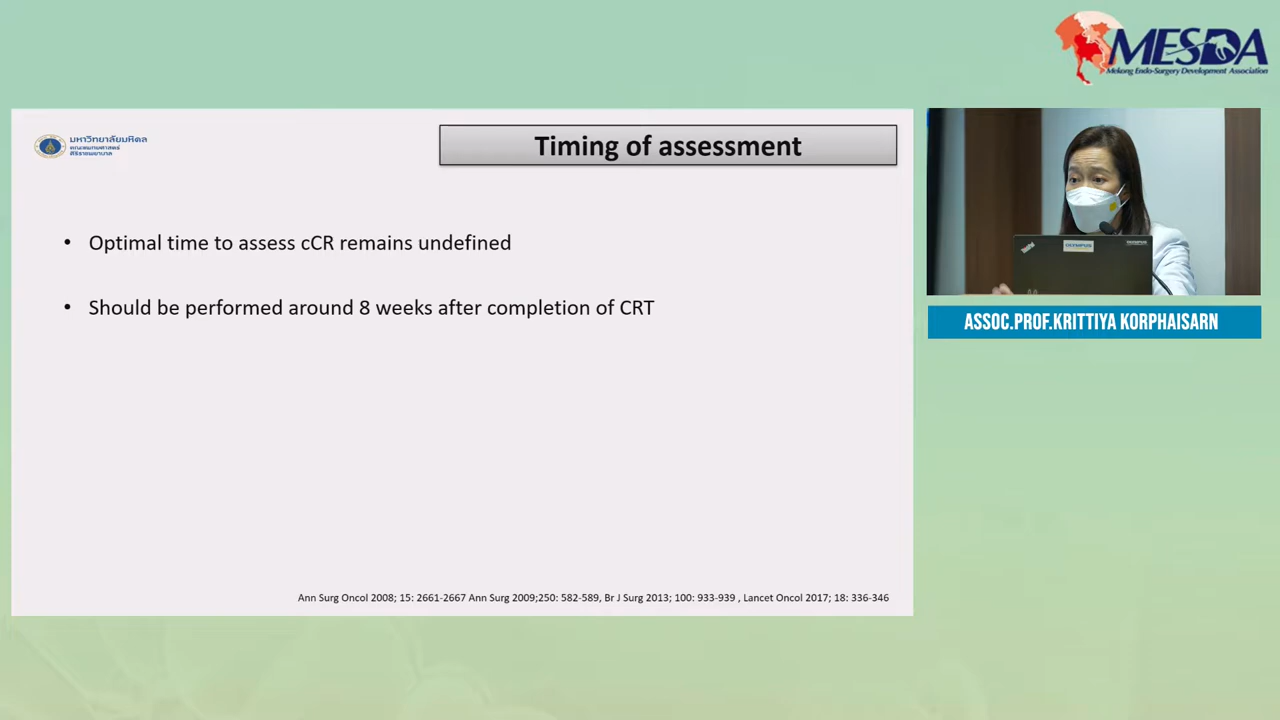 MESDA
Mekong Endo-Surgery Development Association
มหาวิทยาลัยมหิดล
คณะแพทยศาสตร์
ศิริราชพยาบาล
Timing of assessment
• Optimal time to assess cCR remains undefined
• Should be performed around 8 weeks after completion of CRT
Ann Surg Oncol 2008; 15: 2661-2667 Ann Surg 2009;250: 582-589, Br J Surg 2013; 100: 933-939 , Lancet Oncol 2017; 18: 336-346
OLYMPUS
ASSOC.PROF.KRITTIYA KORPHAISARN